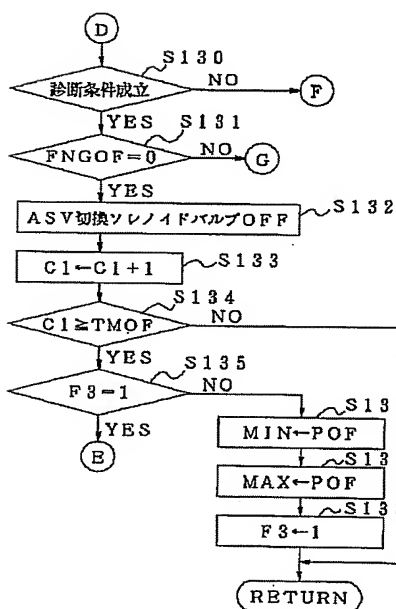 D
S130
診断条件成立
NO
F
YES
S131
FNGOF=0
NO
G
YES
S132
ASV切換ソレノイドバルブOFF
S133
C1←C1+1
S134
C1≧TMOF
NO
YES
S135
F3=1
NO
YES
E
S13
MIN←POF
S13
MAX←POF
S13
F3←1
RETURN